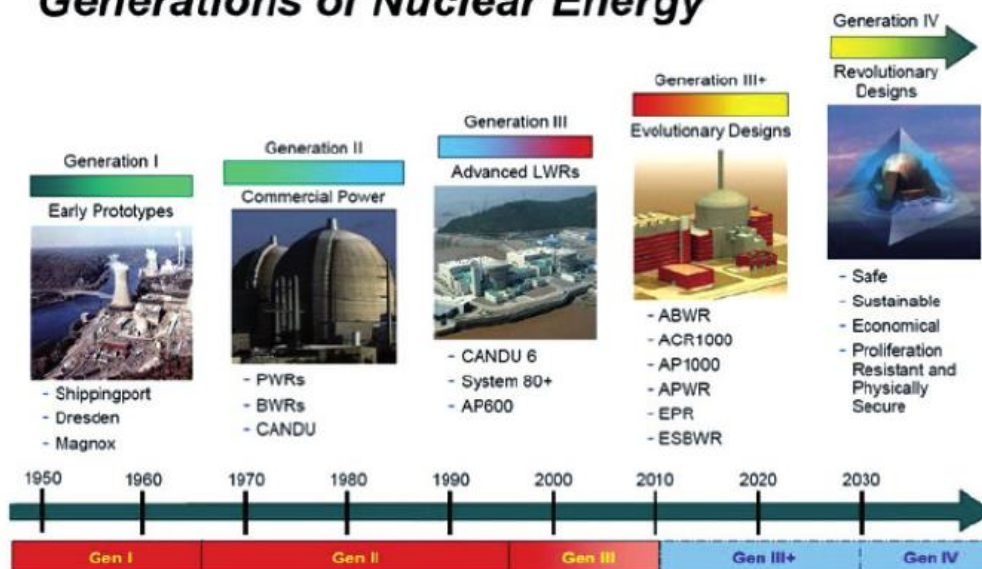 Generations of Nuclear Energy
Generation I
Early Prototypes
- Shippingport
- Dresden
- Magnox
Generation II
Commercial Power
- PWRs
- BWRs
- CANDU
Generation III
Advanced LWRs
- CANDU 6
- System 80+
- AP600
Generation III+
Evolutionary Designs
- ABWR
- ACR1000
- AP1000
- APWR
- EPR
- ESBWR
Generation IV
Revolutionary
Designs
- Safe
- Sustainable
- Economical
- Proliferation
Resistant and
Physically
Secure
1950 1960 1970 1980 1990 2000 2010 2020 2030
Gen I Gen II Gen III Gen III+ Gen IV